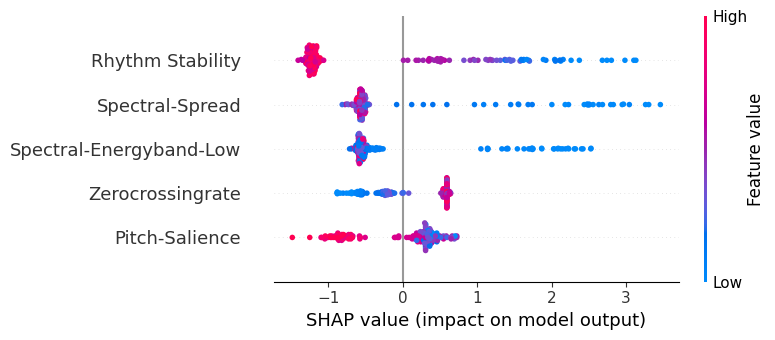 High
Rhythm Stability
Spectral-Spread
Spectral-Energyband-Low
Zerocrossingrate
Pitch-Salience
Feature value
Low
−1 0 1 2 3
SHAP value (impact on model output)